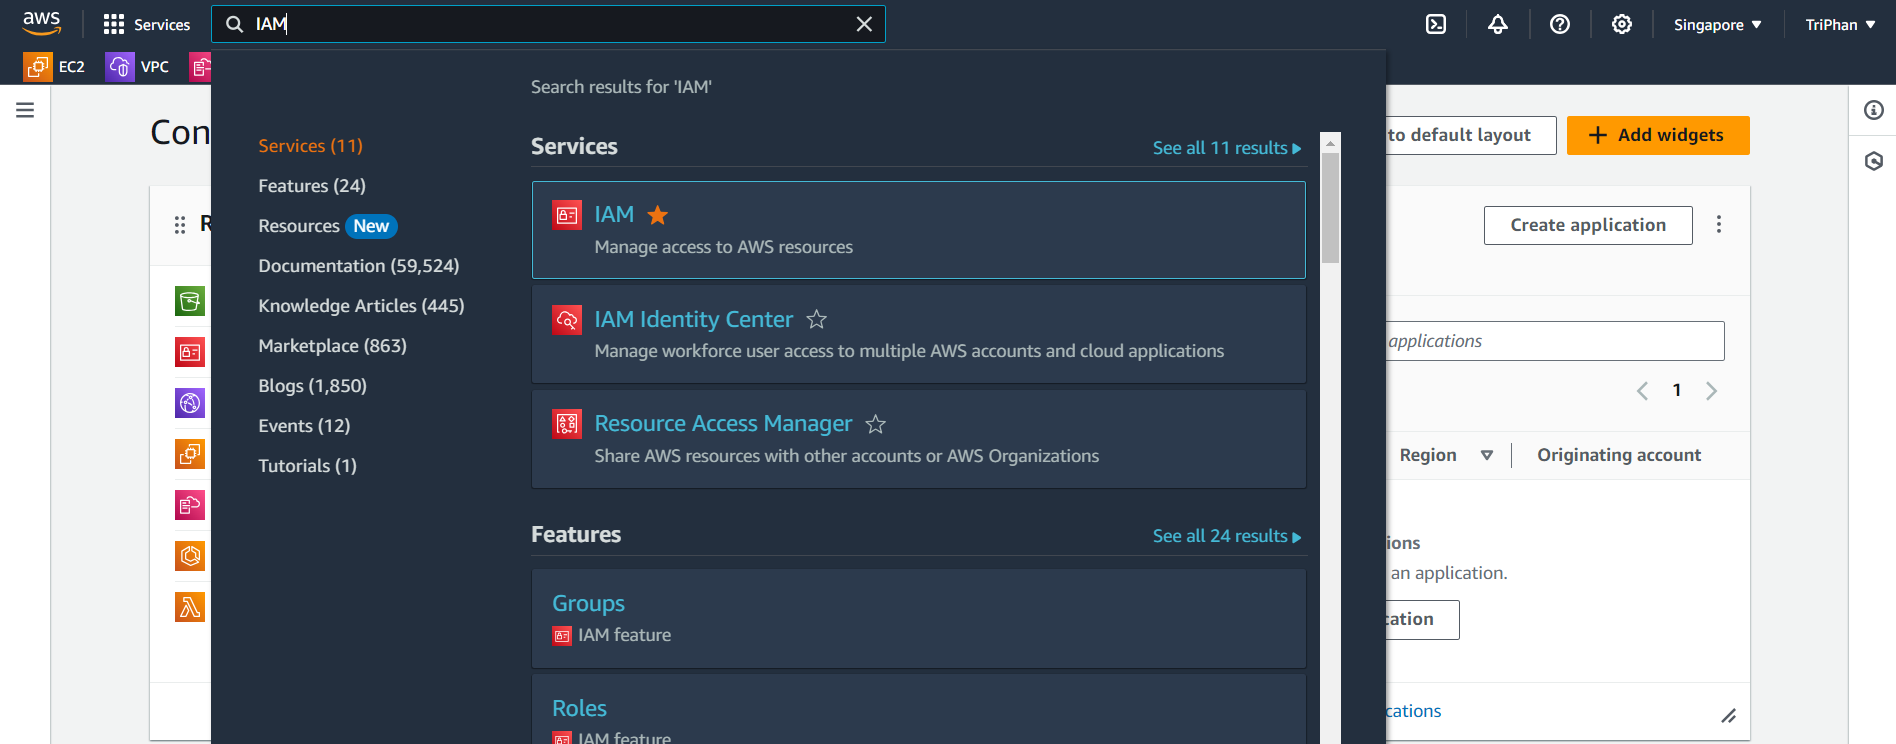 aws
Services
IAM
Singapore
TriPhan
EC2
VPC
Search results for 'IAM'
Con
Services (11)
Features (24)
Resources New
Documentation (59,524)
Knowledge Articles (445)
Marketplace (863)
Blogs (1,850)
Events (12)
Tutorials (1)
Services
See all 11 results
IAM
Manage access to AWS resources
IAM Identity Center
Manage workforce user access to multiple AWS accounts and cloud applications
Resource Access Manager
Share AWS resources with other accounts or AWS Organizations
Features
See all 24 results
Groups
IAM feature
Roles
IAM feature
to default layout
Add widgets
R
Create application
applications
1
Region
Originating account
ions
an application.
cation
cations